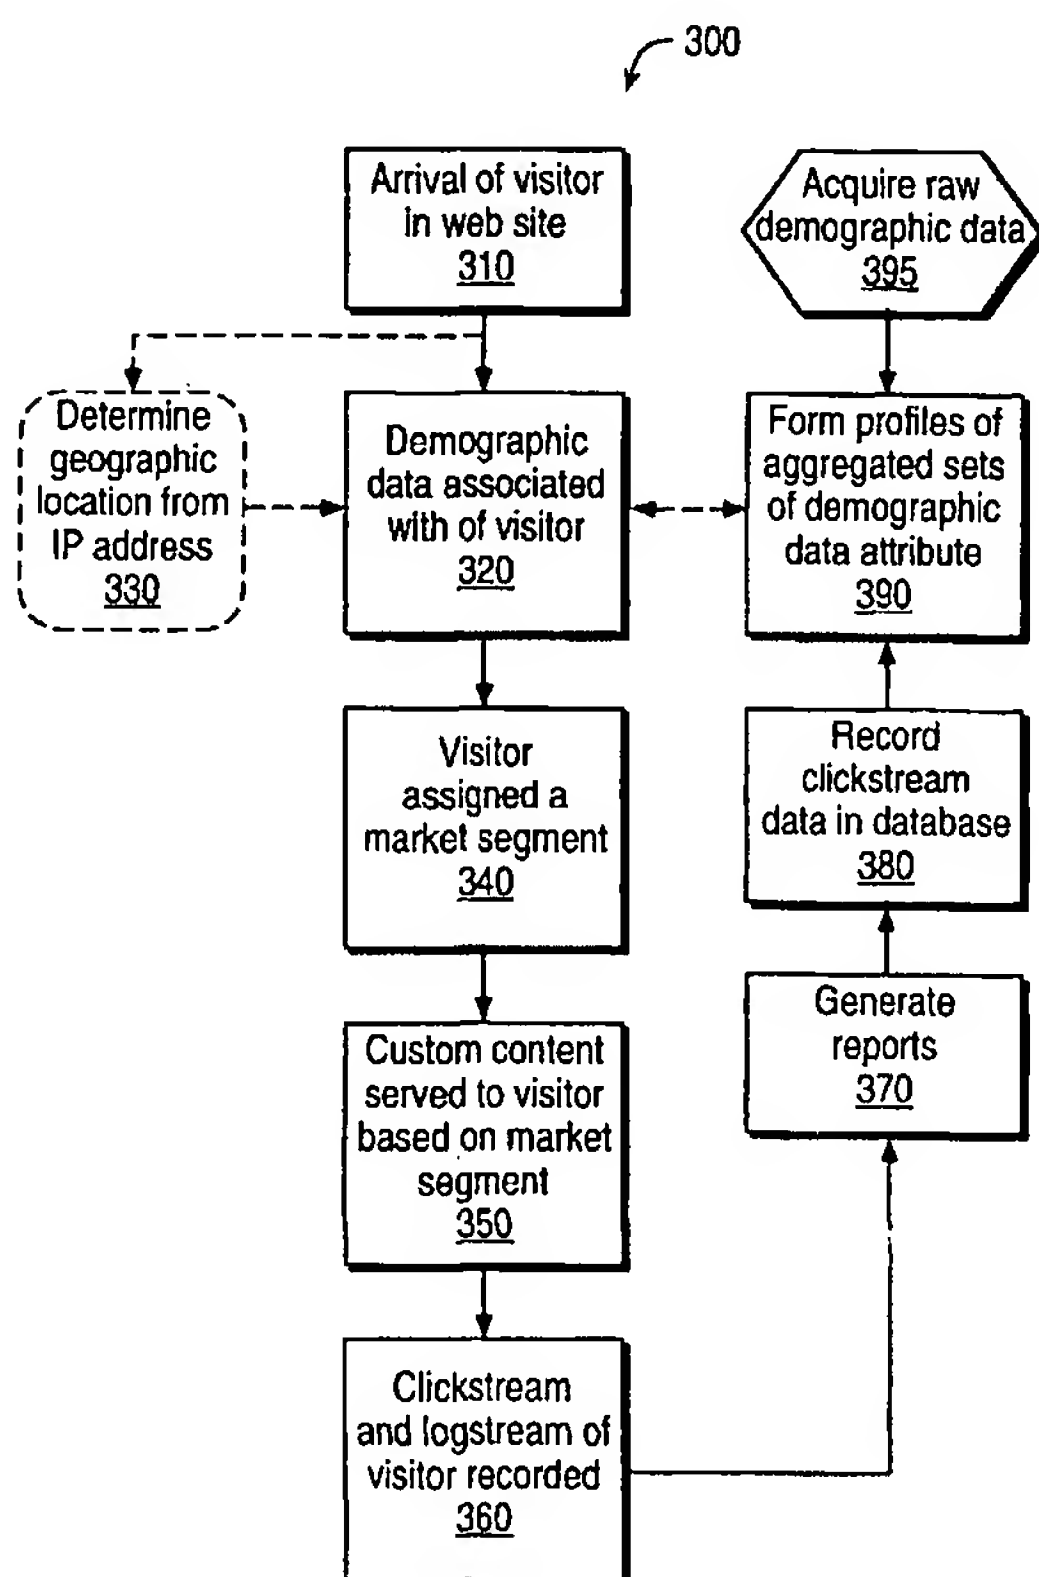 300
Arrival of visitor
in web site
310
Acquire raw
demographic data
395
Determine
geographic
location from
IP address
330
Demographic
data associated
with of visitor
320
Form profiles of
aggregated sets
of demographic
data attribute
390
Visitor
assigned a
market segment
340
Record
clickstream
data in database
380
Custom content
served to visitor
based on market
segment
350
Generate
reports
370
Clickstream
and logstream of
visitor recorded
360